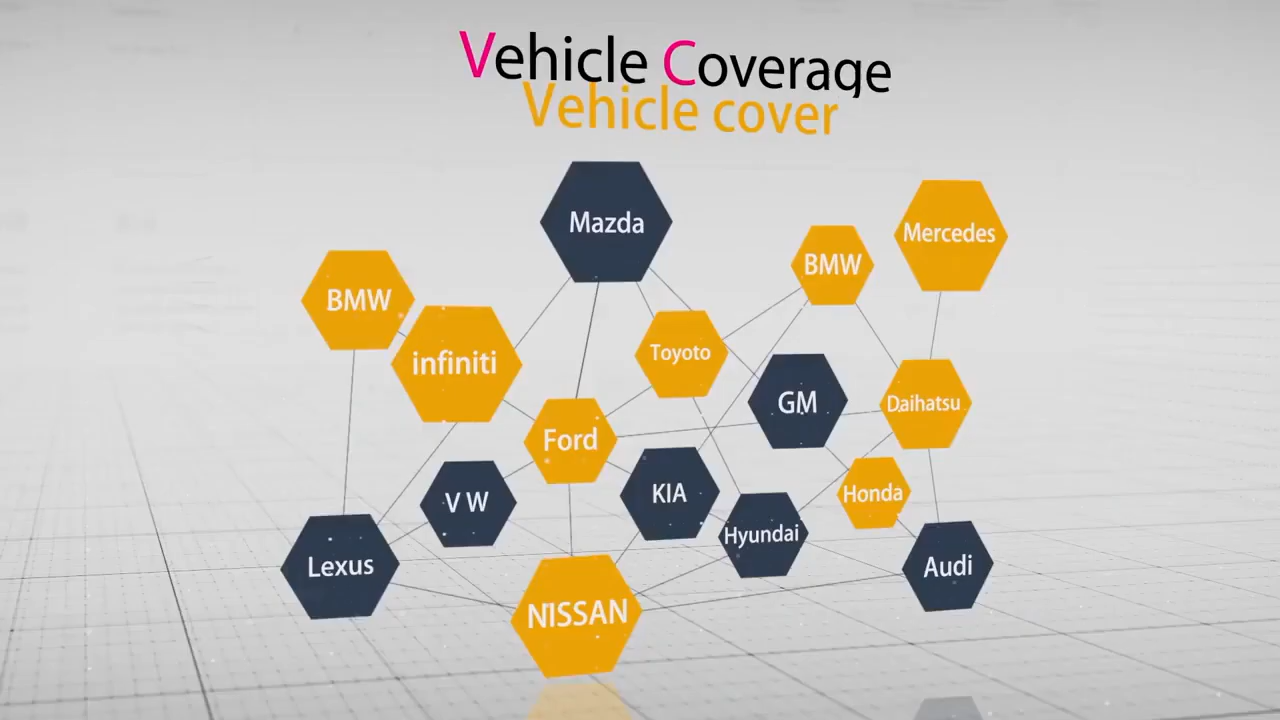 Vehicle Coverage
Vehicle cover
Mazda
Mercedes
BMW
BMW
infiniti
Toyoto
GM
Daihatsu
Ford
V W
KIA
Honda
Hyundai
Lexus
Audi
NISSAN